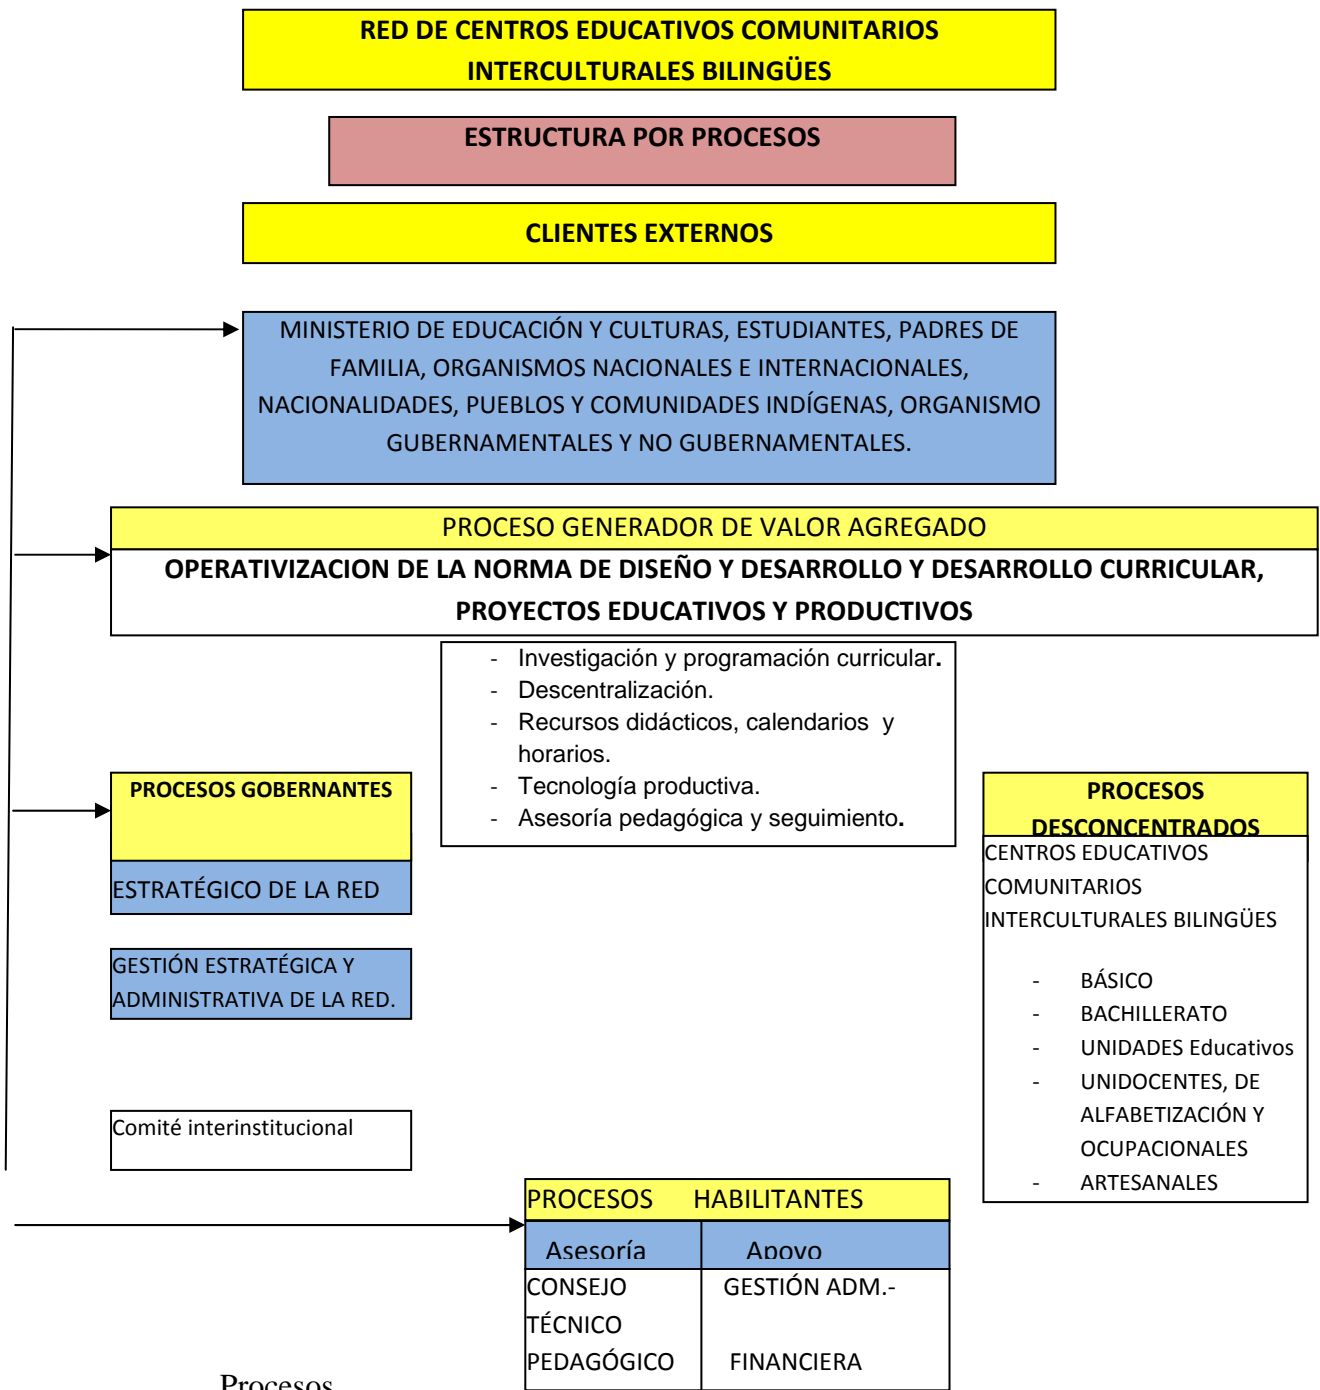 RED DE CENTROS EDUCATIVOS COMUNITARIOS
INTERCULTURALES BILINGÜES
ESTRUCTURA POR PROCESOS
CLIENTES EXTERNOS
MINISTERIO DE EDUCACIÓN Y CULTURAS, ESTUDIANTES, PADRES DE
FAMILIA, ORGANISMOS NACIONALES E INTERNACIONALES,
NACIONALIDADES, PUEBLOS Y COMUNIDADES INDÍGENAS, ORGANISMO
GUBERNAMENTALES Y NO GUBERNAMENTALES.
PROCESO GENERADOR DE VALOR AGREGADO
OPERATIVIZACION DE LA NORMA DE DISEÑO Y DESARROLLO Y DESARROLLO CURRICULAR,
PROYECTOS EDUCATIVOS Y PRODUCTIVOS
- Investigación y programación curricular.
- Descentralización.
- Recursos didácticos, calendarios y
horarios.
- Tecnología productiva.
- Asesoría pedagógica y seguimiento.
PROCESOS GOBERNANTES
ESTRATÉGICO DE LA RED
GESTIÓN ESTRATÉGICA Y
ADMINISTRATIVA DE LA RED.
Comité interinstitucional
PROCESOS
DESCONCENTRADOS
CENTROS EDUCATIVOS
COMUNITARIOS
INTERCULTURALES BILINGÜES
- BÁSICO
- BACHILLERATO
- UNIDADES Educativos
- UNIDOCENTES, DE
ALFABETIZACIÓN Y
OCUPACIONALES
- ARTESANALES
PROCESOS HABILITANTES
Asesoría Apoyo
CONSEJO GESTIÓN ADM.-
TÉCNICO
PEDAGÓGICO FINANCIERA
Procesos